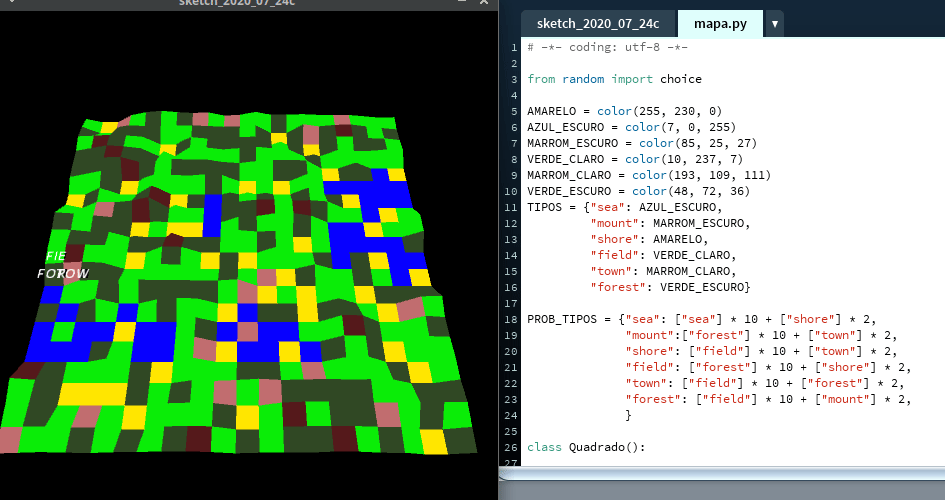 sketch_2020_07_24c
FIE
sketch_2020_07_24c
mapa.py
1 # -*- coding: utf-8 -*-
2
3 from random import choice
4
5 AMARELO = color(255, 230, 0)
6 AZUL_ESCURO = color(7, 0, 255)
7 MARROM_ESCURO = color(85, 25, 27)
8 VERDE_CLARO = color(10, 237, 7)
9 MARROM_CLARO = color(193, 109, 111)
10 VERDE_ESCURO = color(48, 72, 36)
11 TIPOS = {"sea": AZUL_ESCURO,
12 "mount": MARROM_ESCURO,
13 "shore": AMARELO,
14 "field": VERDE_CLARO,
15 "town": MARROM_CLARO,
16 "forest": VERDE_ESCURO}
17
18 PROB_TIPOS = {"sea": ["sea"] * 10 + ["shore"] * 2,
19 "mount":["forest"] * 10 + ["town"] * 2,
20 "shore": ["field"] * 10 + ["town"] * 2,
21 "field": ["forest"] * 10 + ["shore"] * 2,
22 "town": ["field"] * 10 + ["forest"] * 2,
23 "forest": ["field"] * 10 + ["mount"] * 2,
24 }
25
26 class Quadrado():
27